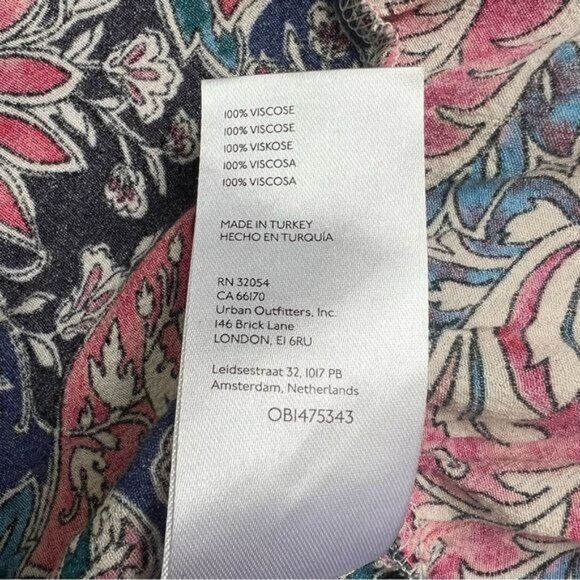 100% VISCOSE
100% VISCOSE
100% VISKOSE
100% VISCOSA
100% VISCOSA
MADE IN TURKEY
HECHO EN TURQUÍA
RN 32054
CA 66170
Urban Outfitters, Inc.
146 Brick Lane
LONDON, E1 6RU
Leidsestraat 32, 1017 PB
Amsterdam, Netherlands
OB1475343